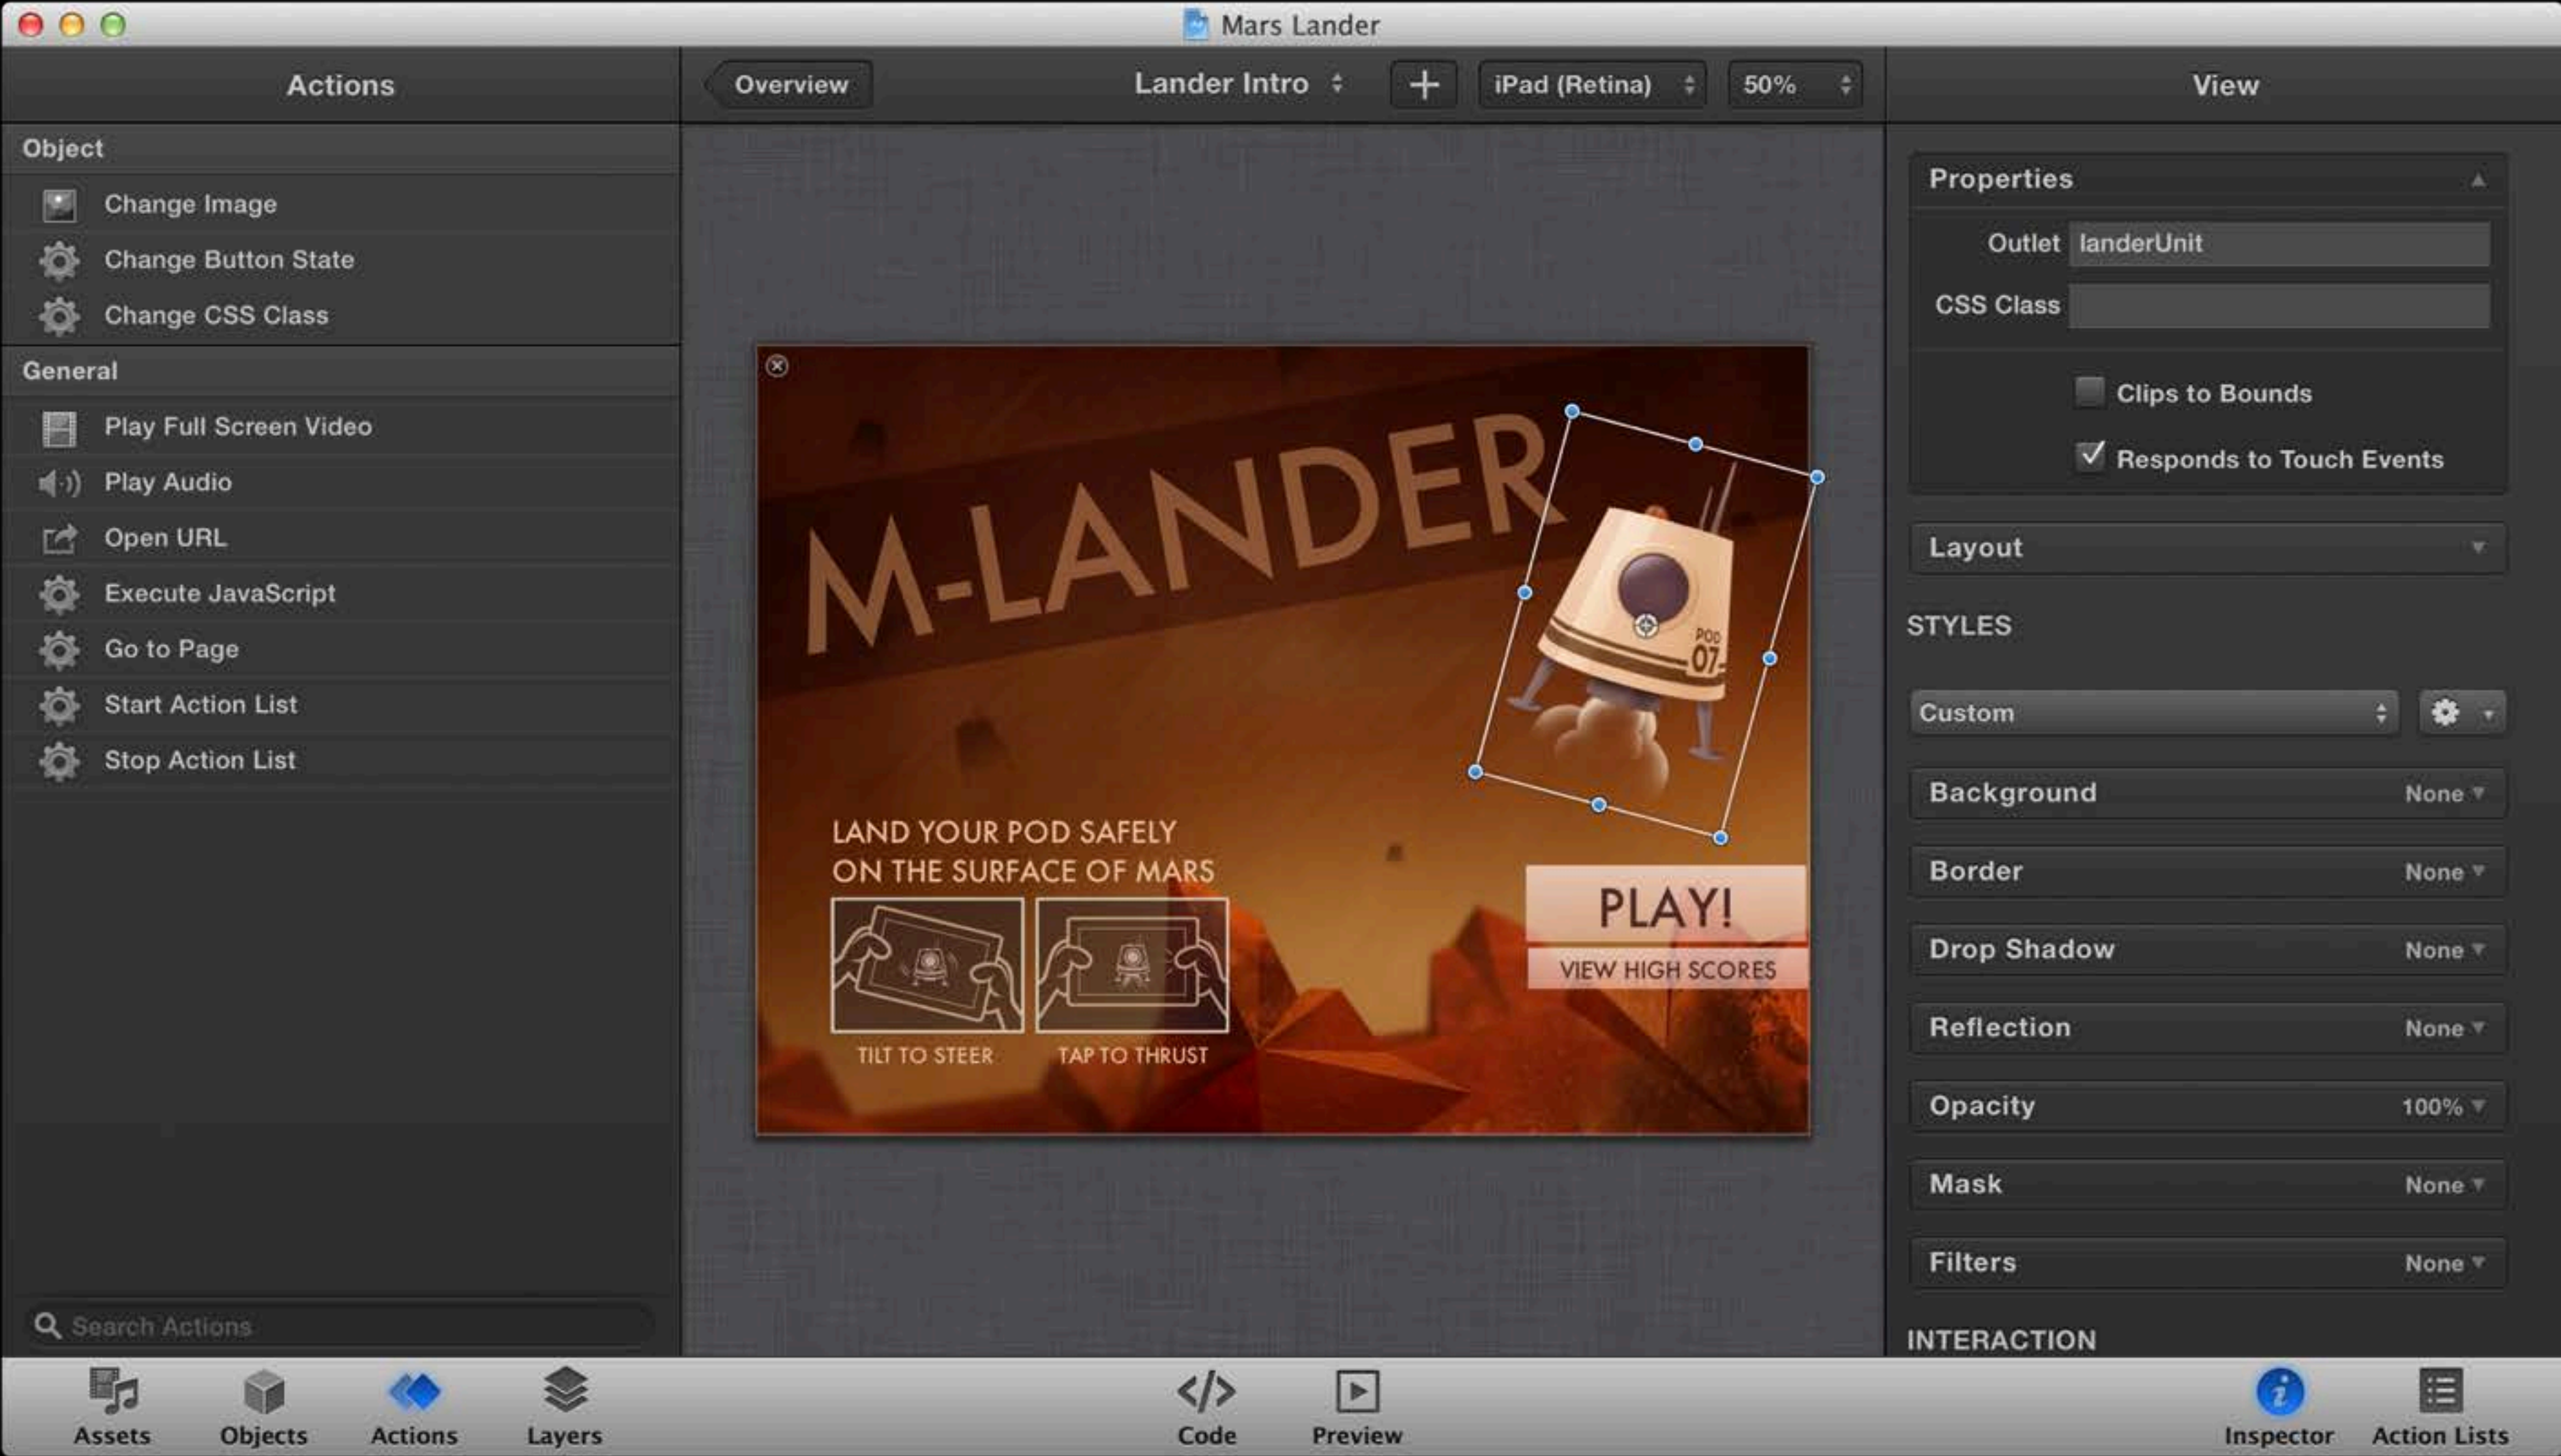 Mars Lander
Actions
Overview
Lander Intro
iPad (Retina)
50%
View
Object
Change Image
Change Button State
Change CSS Class
General
Play Full Screen Video
Play Audio
Open URL
Execute JavaScript
Go to Page
Start Action List
Stop Action List
Search Actions
M-LANDER
POD
07
LAND YOUR POD SAFELY
ON THE SURFACE OF MARS
TILT TO STEER
TAP TO THRUST
PLAY!
VIEW HIGH SCORES
Properties
Outlet landerUnit
CSS Class
Clips to Bounds
Responds to Touch Events
Layout
STYLES
Custom
Background None
Border None
Drop Shadow None
Reflection None
Opacity 100%
Mask None
Filters None
INTERACTION
Assets
Objects
Actions
Layers
Code
Preview
Inspector
Action Lists